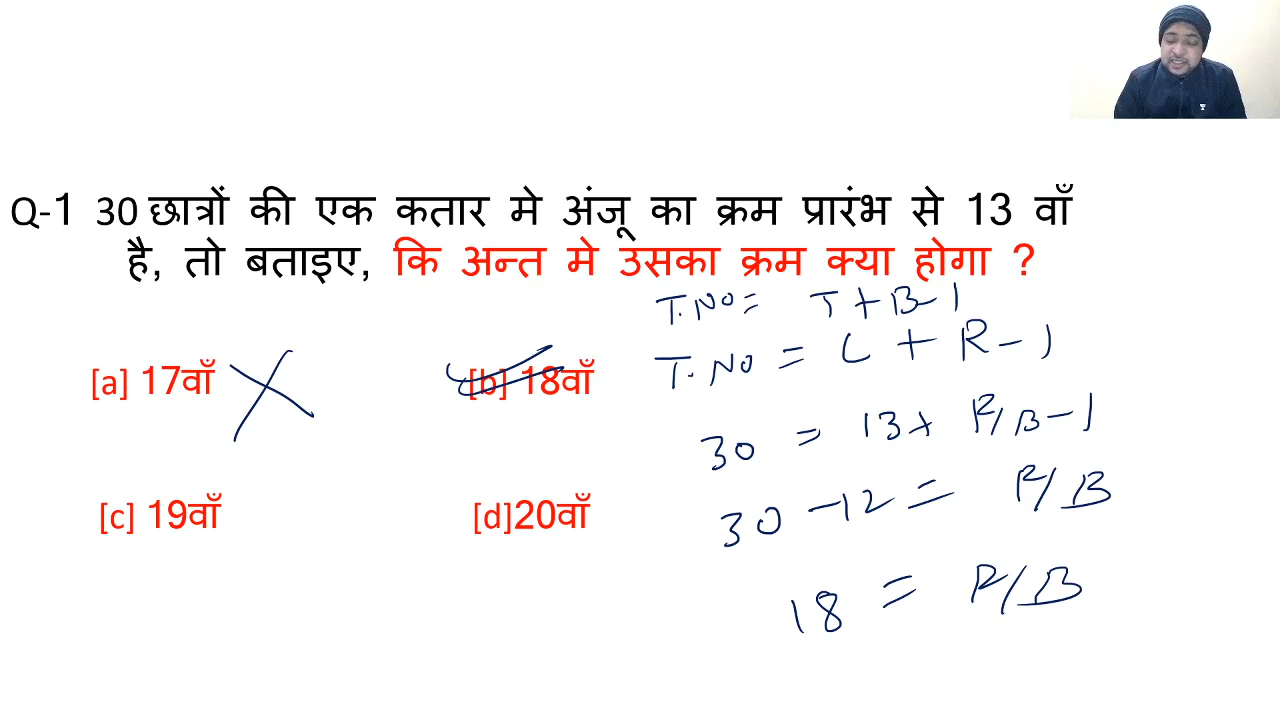 Q-1 30 छात्रों की एक कतार मे अंजू का क्रम प्रारंभ से 13 वाँ
है, तो बताइए, कि अन्त मे उसका क्रम क्या होगा ?
T.No = T + B - 1
T.No = L + R - 1
[a] 17वाँ
[b] 18वाँ
30 = 13 + R/B - 1
30 - 12 = R/B
[c] 19वाँ
[d]20वाँ
18 = R/B